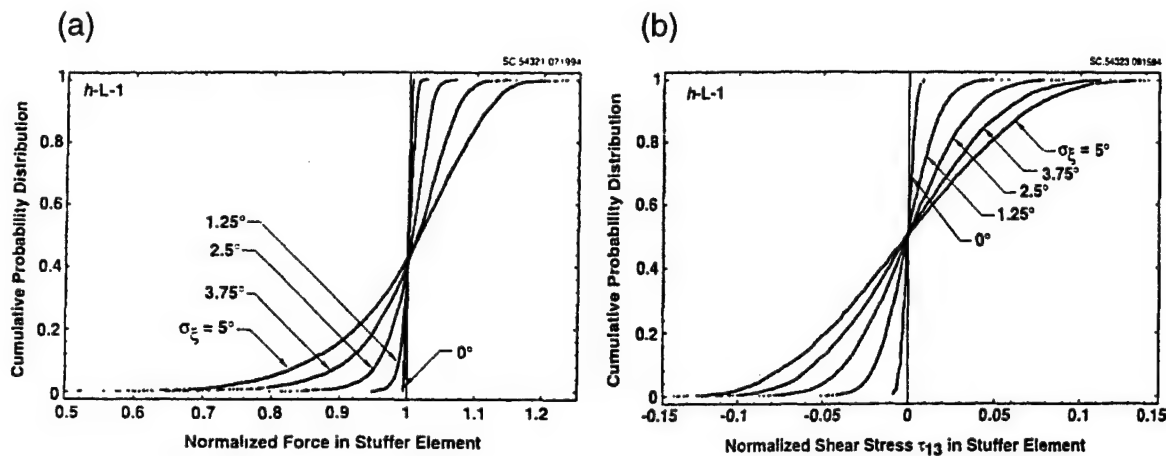 (a)
SC.54321.071994
h-L-1
Cumulative Probability Distribution
1
0.8
0.6
0.4
0.2
0
1.25°
2.5°
3.75°
σξ = 5°
0°
0.5
0.6
0.7
0.8
0.9
1
1.1
1.2
Normalized Force in Stuffer Element
(b)
SC.54323.081594
h-L-1
Cumulative Probability Distribution
1
0.8
0.6
0.4
0.2
0
σξ = 5°
3.75°
2.5°
1.25°
0°
-0.15
-0.1
-0.05
0
0.05
0.1
0.15
Normalized Shear Stress τ13 in Stuffer Element